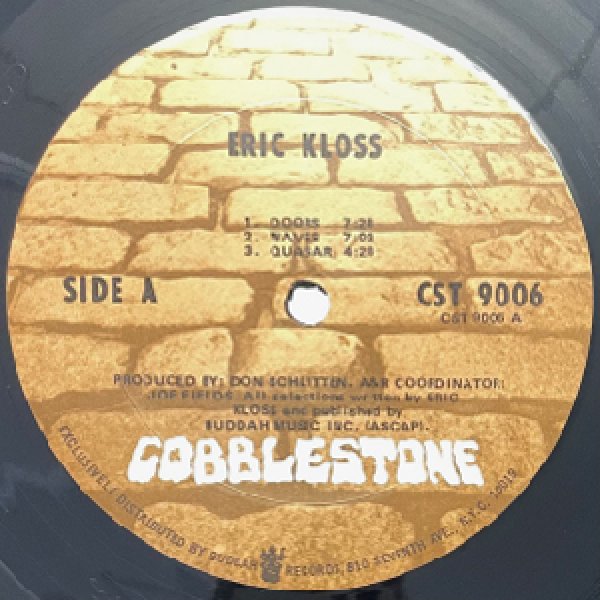 ERIC KLOSS
1. DOORS 7:28
2. WAVES 7:01
3. QUASAR 4:28
SIDE A
CST 9006
CST 9006 A
PRODUCED BY: DON SCHLITTEN. A&R COORDINATOR:
JOE FIELDS. All selections written by ERIC
KLOSS and published by
BUDDAH MUSIC INC. (ASCAP).
COBBLESTONE
EXCLUSIVELY DISTRIBUTED BY BUDDAH RECORDS, 810 SEVENTH AVE., N.Y.C. 10019